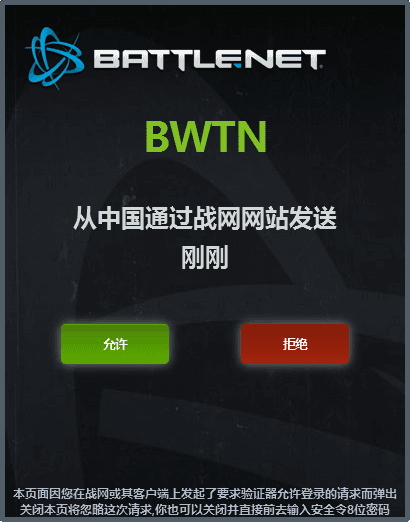 BATTLE.NET
BWTN
从中国通过战网网站发送
刚刚
允许 拒绝
本页面因您在战网或其客户端上发起了要求验证器允许登录的请求而弹出
关闭本页将忽略这次请求,你也可以关闭并直接前去输入安全令8位密码